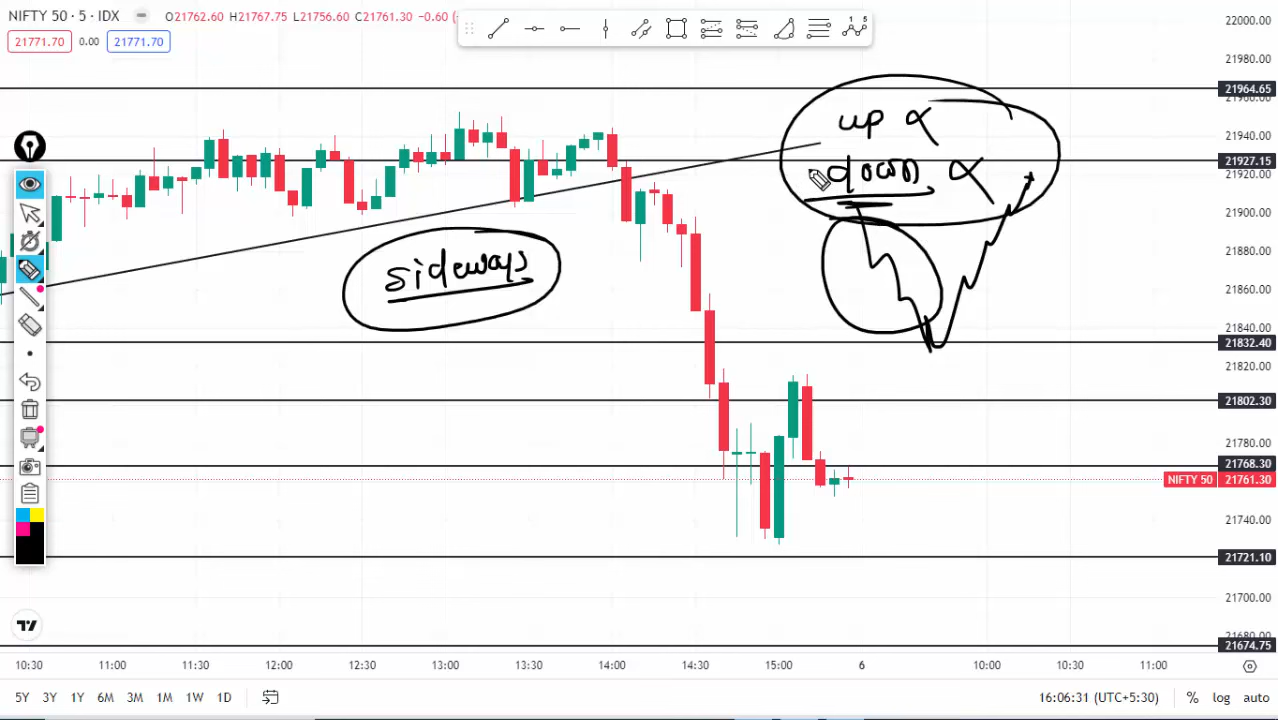 NIFTY 50 · 5 · IDX O21762.60 H21767.75 L21756.60 C21761.30 −0.60
21771.70 0.00 21771.70
22000.00
21980.00
21964.65
21960.00
21940.00
21927.15
21920.00
21900.00
21880.00
21860.00
21840.00
21832.40
21820.00
21802.30
21780.00
21768.30
NIFTY 50 21761.30
21740.00
21721.10
21700.00
21680.00
21674.75
up
down
sideways
10:30 11:00 11:30 12:00 12:30 13:00 13:30 14:00 14:30 15:00 6 10:00 10:30 11:00
5Y 3Y 1Y 6M 3M 1M 1W 1D 16:06:31 (UTC+5:30) % log auto